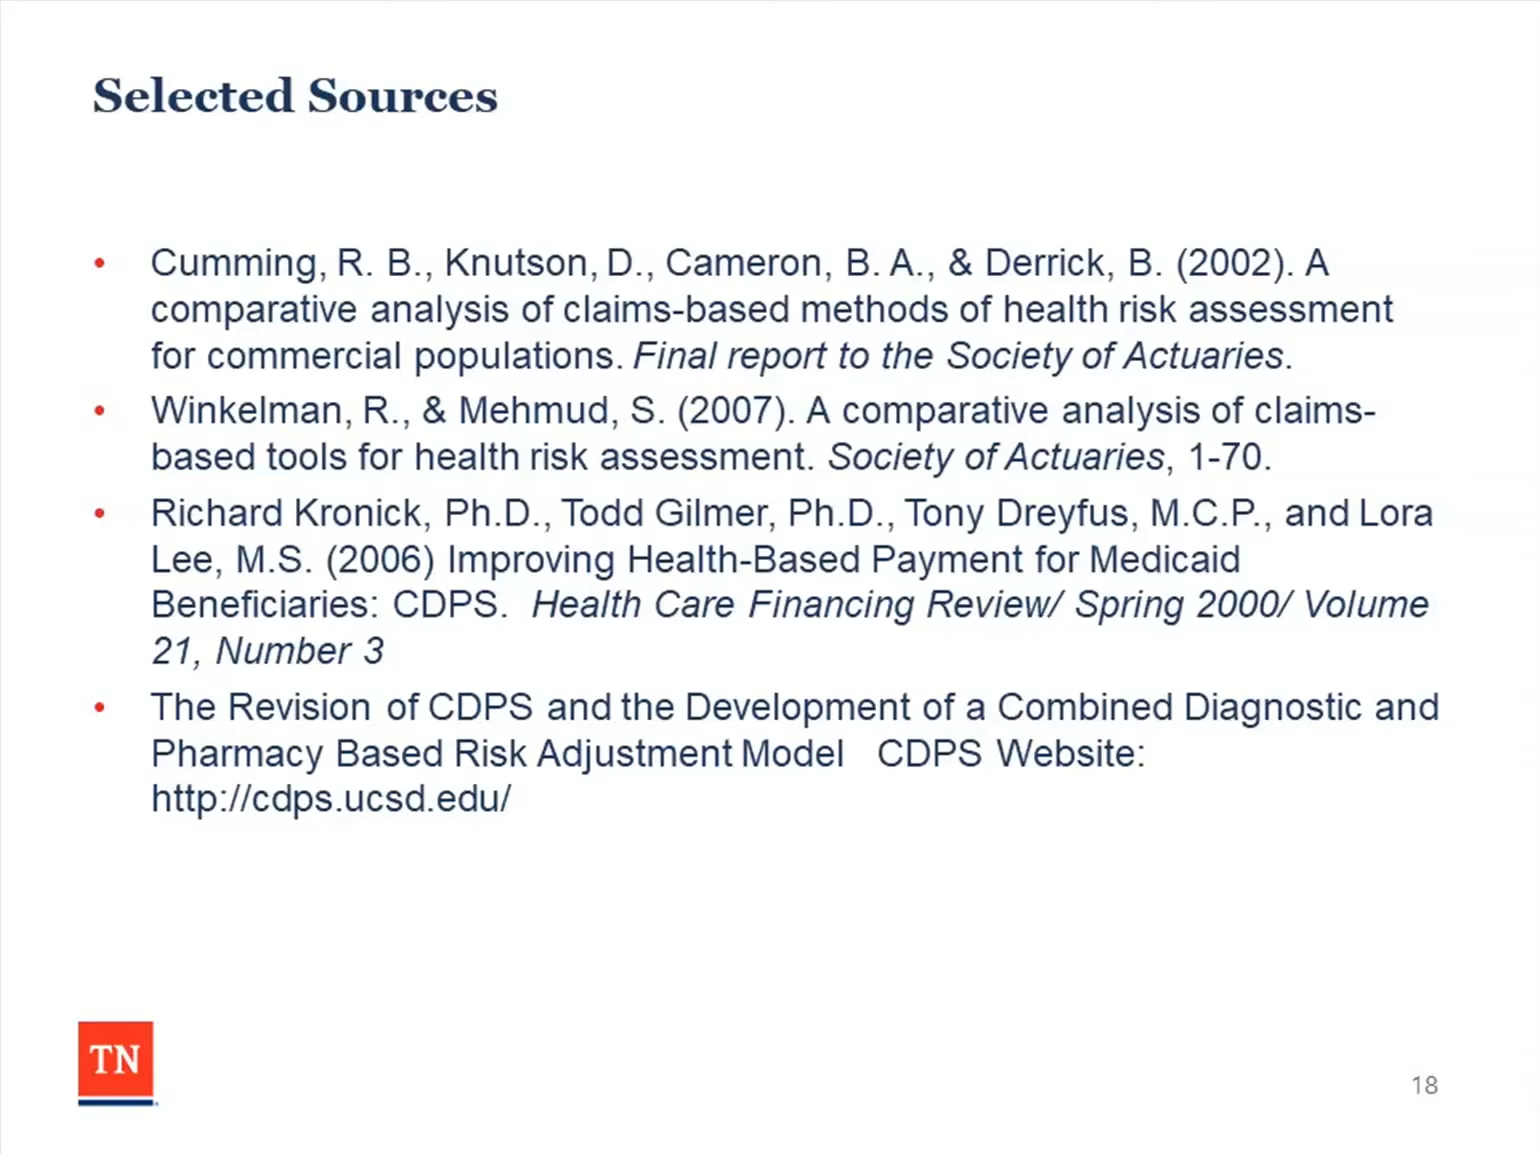 Selected Sources
• Cumming, R. B., Knutson, D., Cameron, B. A., & Derrick, B. (2002). A
comparative analysis of claims-based methods of health risk assessment
for commercial populations. Final report to the Society of Actuaries.
• Winkelman, R., & Mehmud, S. (2007). A comparative analysis of claims-
based tools for health risk assessment. Society of Actuaries, 1-70.
• Richard Kronick, Ph.D., Todd Gilmer, Ph.D., Tony Dreyfus, M.C.P., and Lora
Lee, M.S. (2006) Improving Health-Based Payment for Medicaid
Beneficiaries: CDPS. Health Care Financing Review/ Spring 2000/ Volume
21, Number 3
• The Revision of CDPS and the Development of a Combined Diagnostic and
Pharmacy Based Risk Adjustment Model CDPS Website:
http://cdps.ucsd.edu/
TN
18